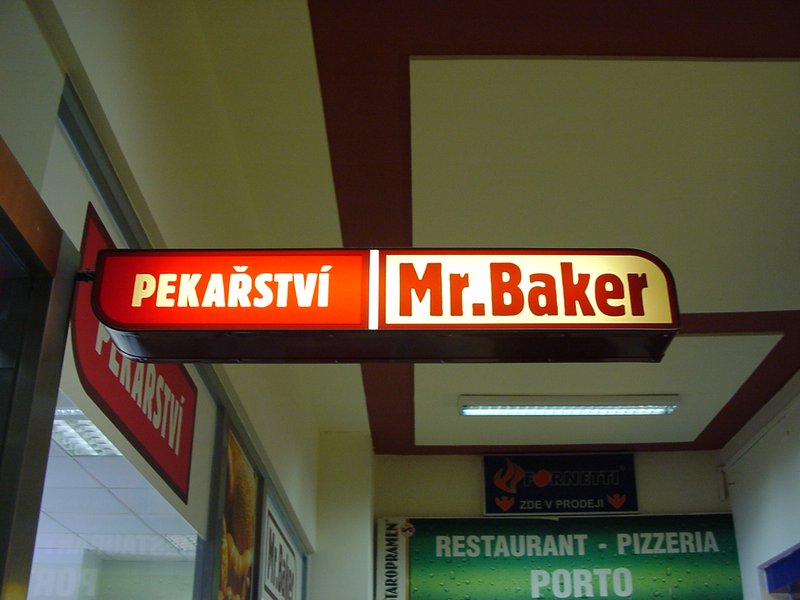 PEKAŘSTVÍ Mr.Baker
PEKAŘSTVÍ
FORNETTI
ZDE V PRODEJI
Mr.Baker
STAROPRAMEN
RESTAURANT - PIZZERIA
PORTO